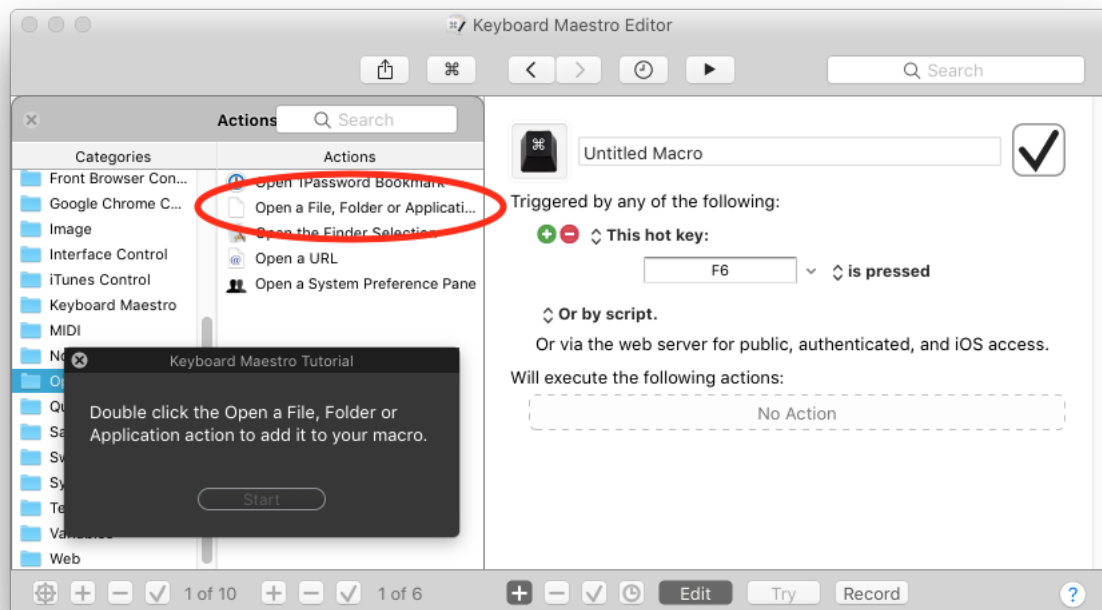 Keyboard Maestro Editor
Search
Actions
Search
Categories
Actions
Front Browser Con...
Google Chrome C...
Image
Interface Control
iTunes Control
Keyboard Maestro
MIDI
Web
Open 1Password Bookmark
Open a File, Folder or Applicati...
Open the Finder Selection
Open a URL
Open a System Preference Pane
Keyboard Maestro Tutorial
Double click the Open a File, Folder or
Application action to add it to your macro.
Start
Untitled Macro
Triggered by any of the following:
This hot key:
F6
is pressed
Or by script.
Or via the web server for public, authenticated, and iOS access.
Will execute the following actions:
No Action
1 of 10
1 of 6
Edit
Try
Record
?